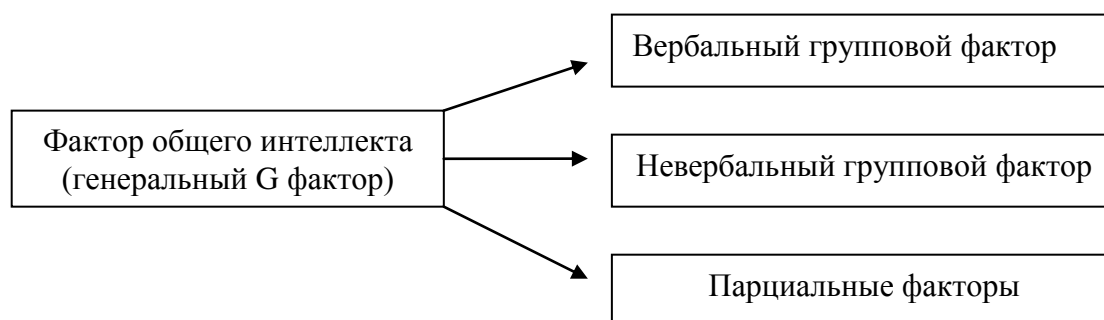 Вербальный групповой фактор
Фактор общего интеллекта
(генеральный G фактор)
Невербальный групповой фактор
Парциальные факторы